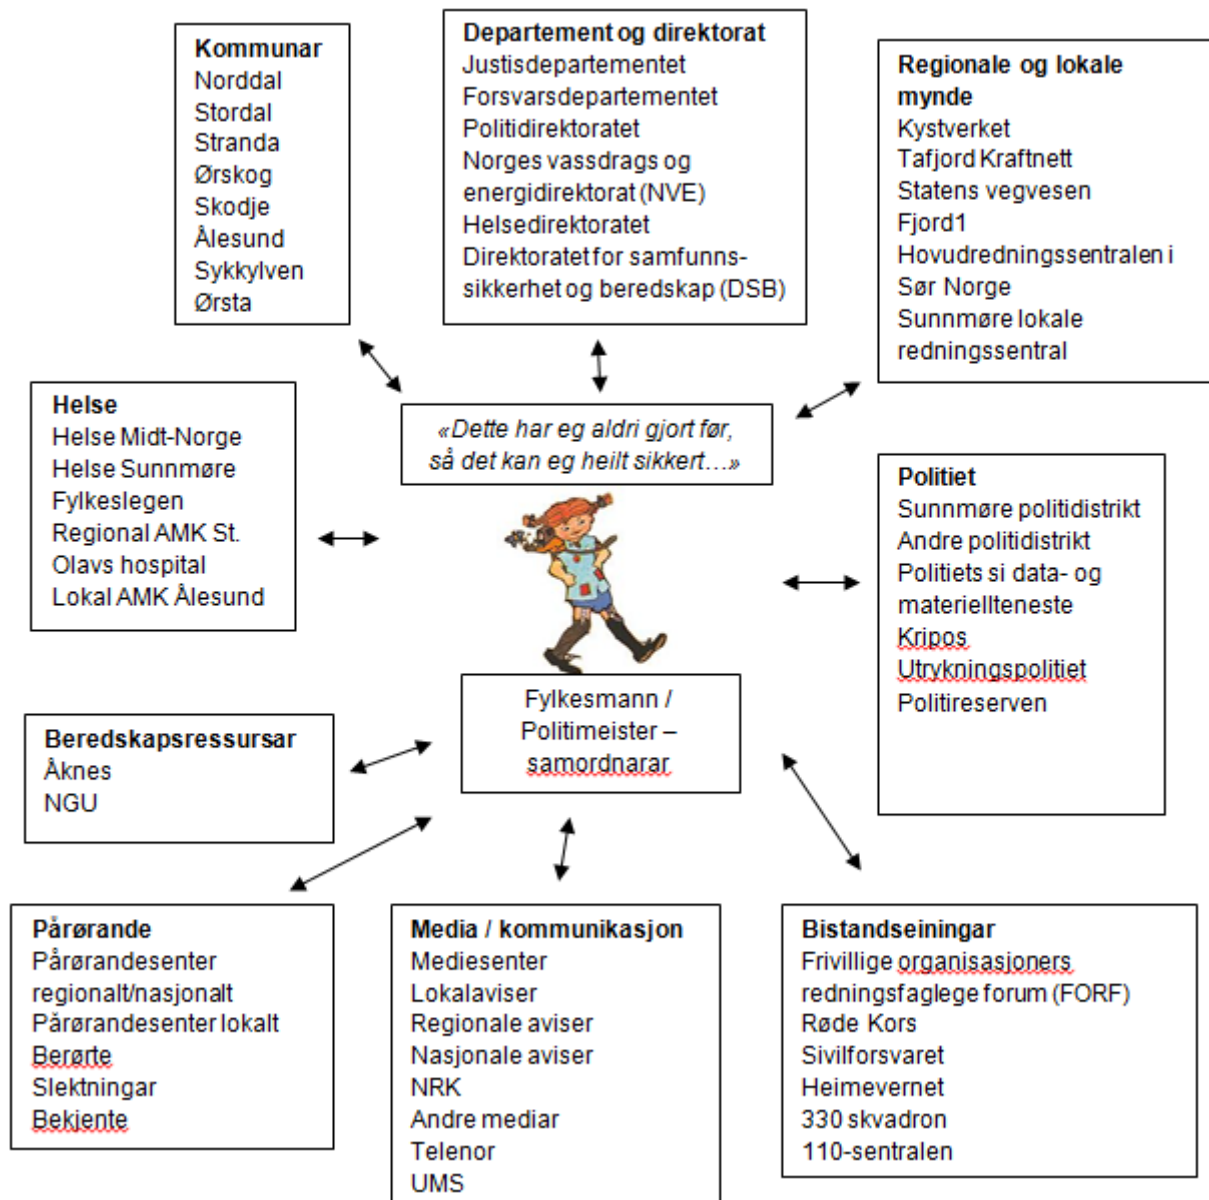 Kommunar
Norddal
Stordal
Stranda
Ørskog
Skodje
Ålesund
Sykkylven
Ørsta
Departement og direktorat
Justisdepartementet
Forsvarsdepartementet
Politidirektoratet
Norges vassdrags og
energidirektorat (NVE)
Helsedirektoratet
Direktoratet for samfunns-
sikkerhet og beredskap (DSB)
Regionale og lokale
mynde
Kystverket
Tafjord Kraftnett
Statens vegvesen
Fjord1
Hovudredningssentralen i
Sør Norge
Sunnmøre lokale
redningssentral
Helse
Helse Midt-Norge
Helse Sunnmøre
Fylkeslegen
Regional AMK St.
Olavs hospital
Lokal AMK Ålesund
«Dette har eg aldri gjort før,
så det kan eg heilt sikkert…»
Politiet
Sunnmøre politidistrikt
Andre politidistrikt
Politiets si data- og
materiellteneste
Kripos
Utrykningspolitiet
Politireserven
Fylkesmann /
Politimeister –
samordnarar
Beredskapsressursar
Åknes
NGU
Pårørande
Pårørandesenter
regionalt/nasjonalt
Pårørandesenter lokalt
Berørte
Slektningar
Bekjente
Media / kommunikasjon
Mediesenter
Lokalaviser
Regionale aviser
Nasjonale aviser
NRK
Andre mediar
Telenor
UMS
Bistandseiningar
Frivillige organisasjoners
redningsfaglege forum (FORF)
Røde Kors
Sivilforsvaret
Heimevernet
330 skvadron
110-sentralen